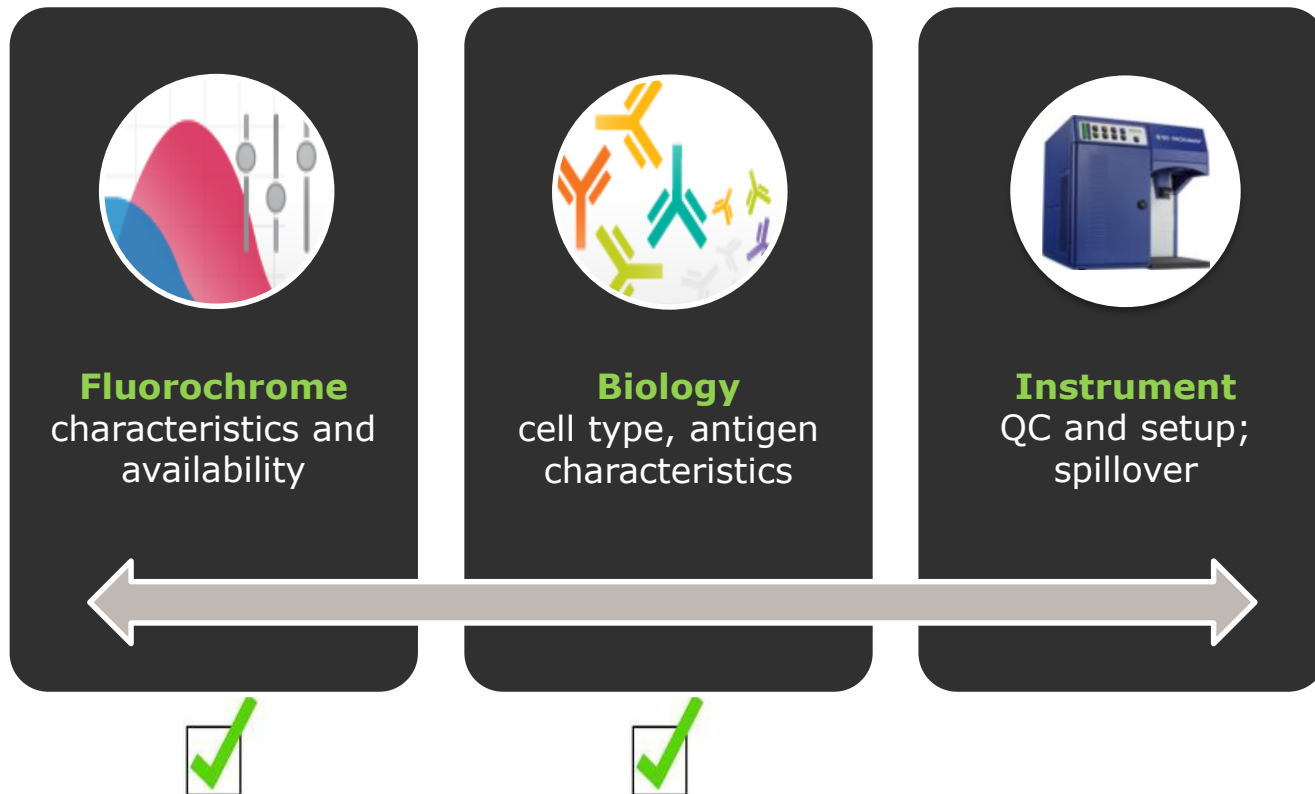 Fluorochrome
characteristics and
availability
Biology
cell type, antigen
characteristics
Instrument
QC and setup;
spillover